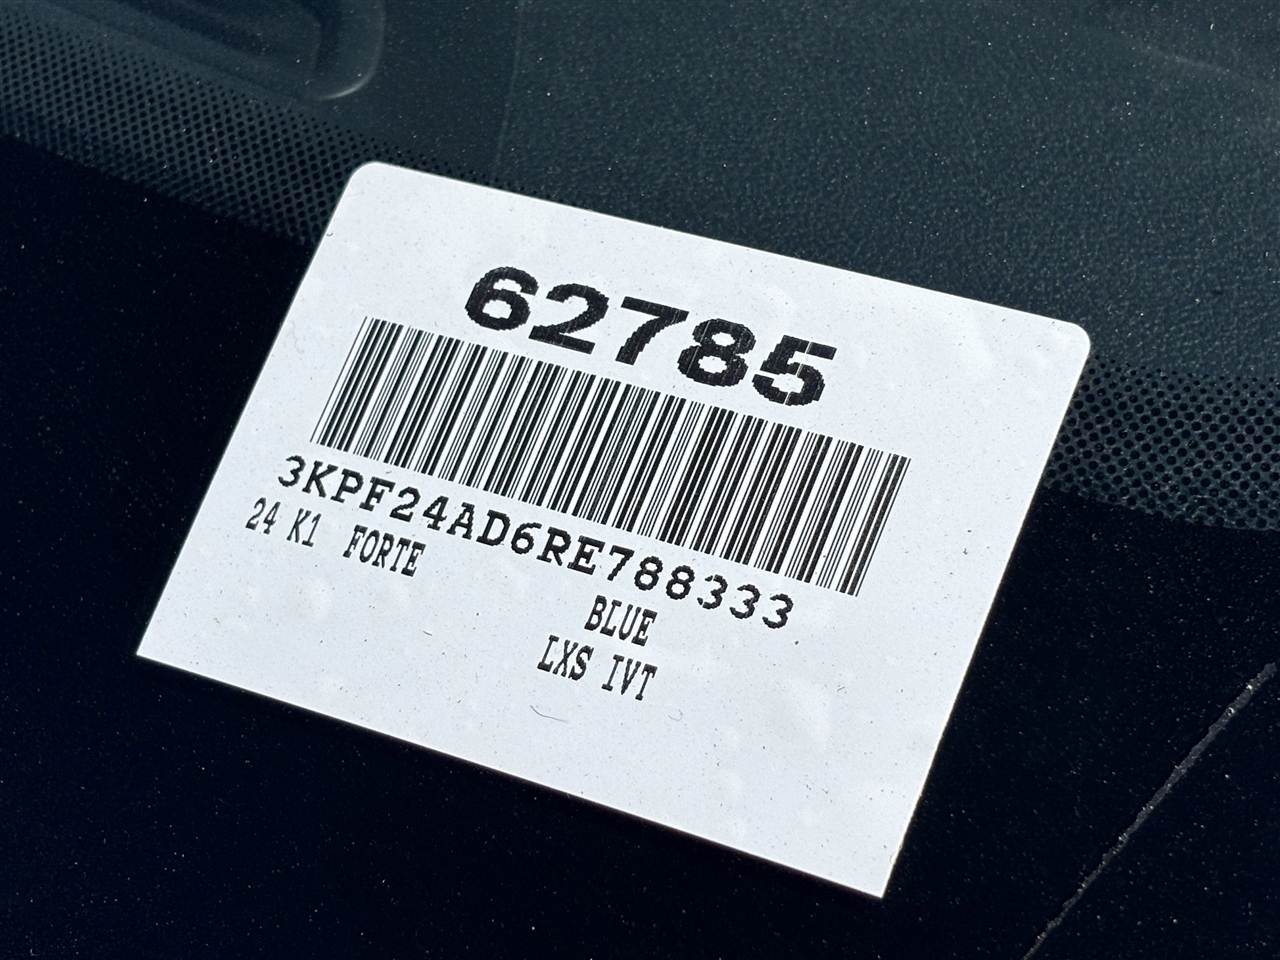 62785
3KPF24AD6RE788333
24 K1 FORTE
BLUE
LXS IVT